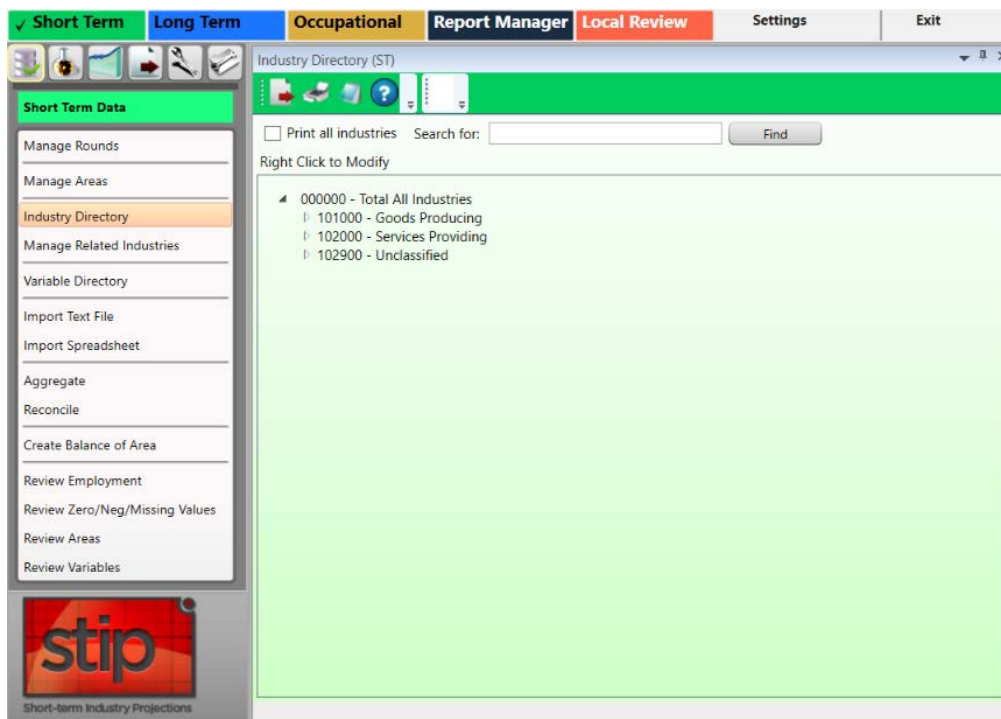 ✓ Short Term Long Term Occupational Report Manager Local Review Settings Exit
Industry Directory (ST)
Short Term Data
Print all industries Search for: Find
Manage Rounds
Right Click to Modify
Manage Areas
000000 - Total All Industries
Industry Directory
101000 - Goods Producing
102000 - Services Providing
Manage Related Industries
102900 - Unclassified
Variable Directory
Import Text File
Import Spreadsheet
Aggregate
Reconcile
Create Balance of Area
Review Employment
Review Zero/Neg/Missing Values
Review Areas
Review Variables
stip
Short-term Industry Projections